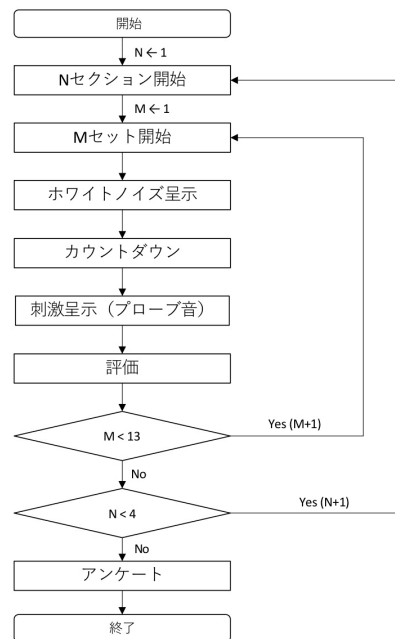 開始
N ← 1
Nセクション開始
M ← 1
Mセット開始
ホワイトノイズ呈示
カウントダウン
刺激呈示（プローブ音）
評価
M < 13
Yes (M+1)
No
N < 4
Yes (N+1)
No
アンケート
終了